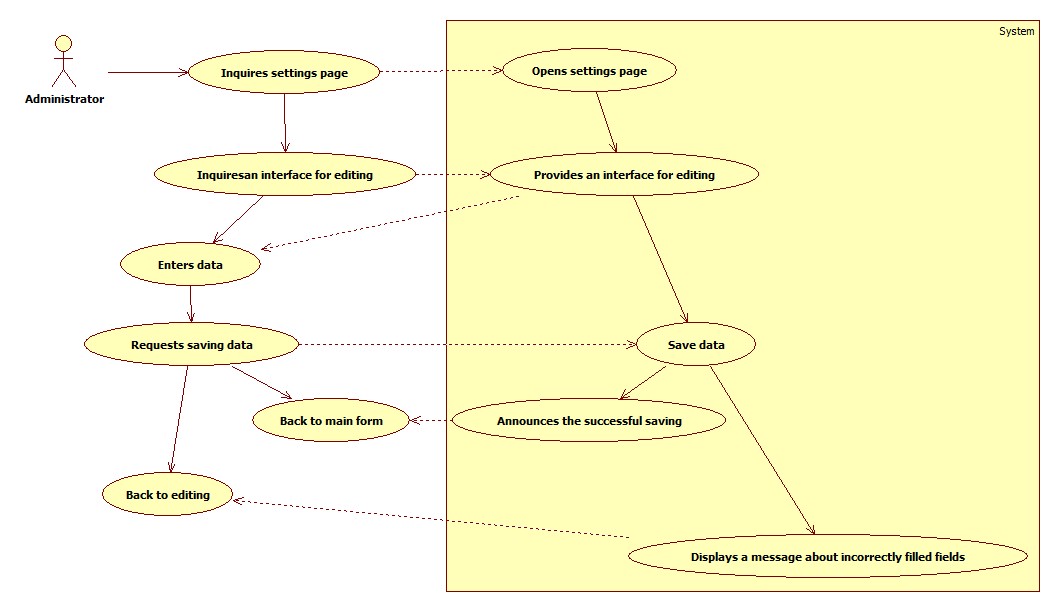 System
Administrator
Inquires settings page
Opens settings page
Inquiresan interface for editing
Provides an interface for editing
Enters data
Requests saving data
Save data
Back to main form
Announces the successful saving
Back to editing
Displays a message about incorrectly filled fields